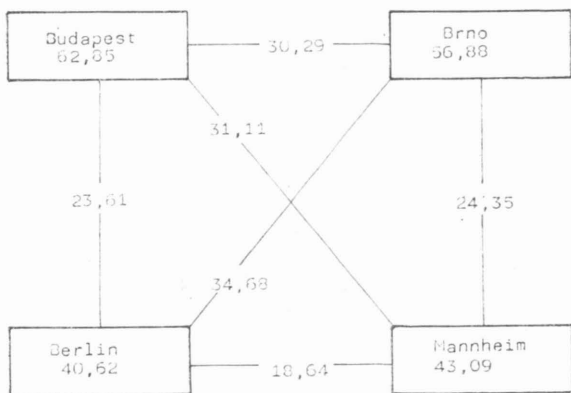 Budapest
62,85
30,29
Brno
56,88
31,11
23,61
24,35
34,68
Berlin
40,62
18,64
Mannheim
43,09